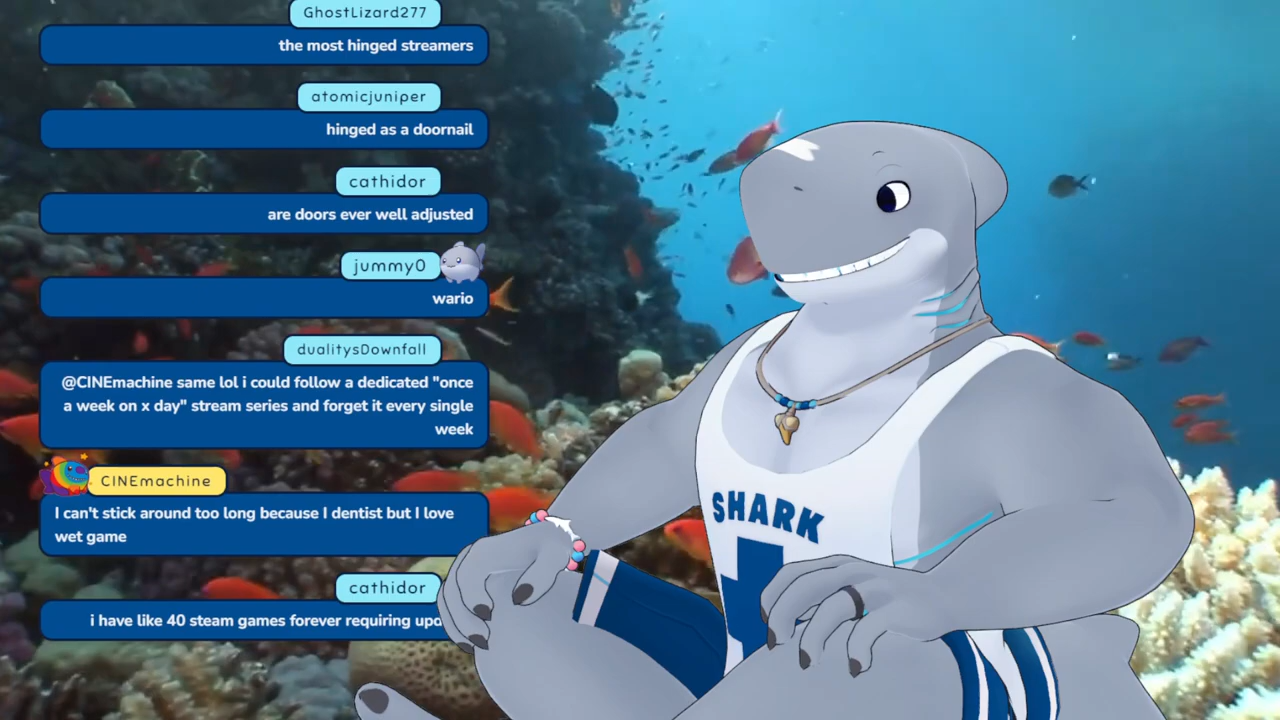 GhostLizard277
the most hinged streamers
atomicjuniper
hinged as a doornail
cathidor
are doors ever well adjusted
jummy0
wario
dualitysDownfall
@CINEmachine same lol i could follow a dedicated "once
a week on x day" stream series and forget it every single
week
CINEmachine
I can't stick around too long because I dentist but I love
wet game
cathidor
i have like 40 steam games forever requiring
SHARK